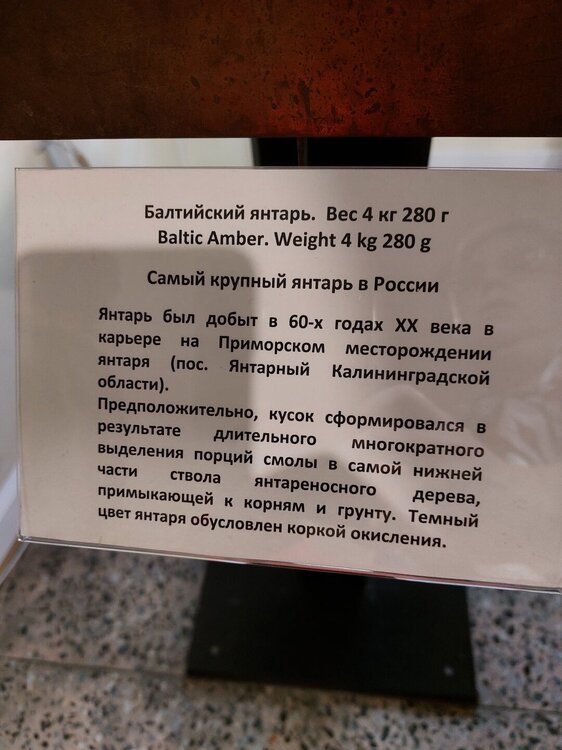 Балтийский янтарь. Вес 4 кг 280 г
Baltic Amber. Weight 4 kg 280 g
Самый крупный янтарь в России
Янтарь был добыт в 60-х годах XX века в
карьере на Приморском месторождении
янтаря (пос. Янтарный Калининградской
области).
Предположительно, кусок сформировался в
результате длительного многократного
выделения порций смолы в самой нижней
части ствола янтареносного дерева,
примыкающей к корням и грунту. Темный
цвет янтаря обусловлен коркой окисления.